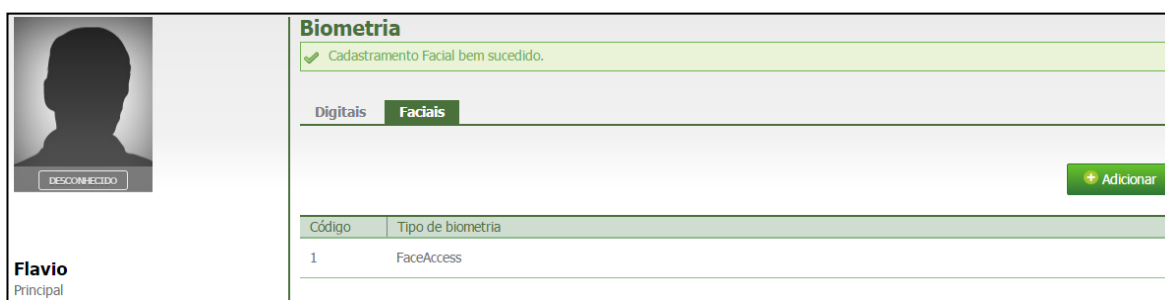 Biometria
Cadastramento Facial bem sucedido.
Digitais Faciais
DESCONHECIDO
Adicionar
Código Tipo de biometria
1 FaceAccess
Flavio
Principal